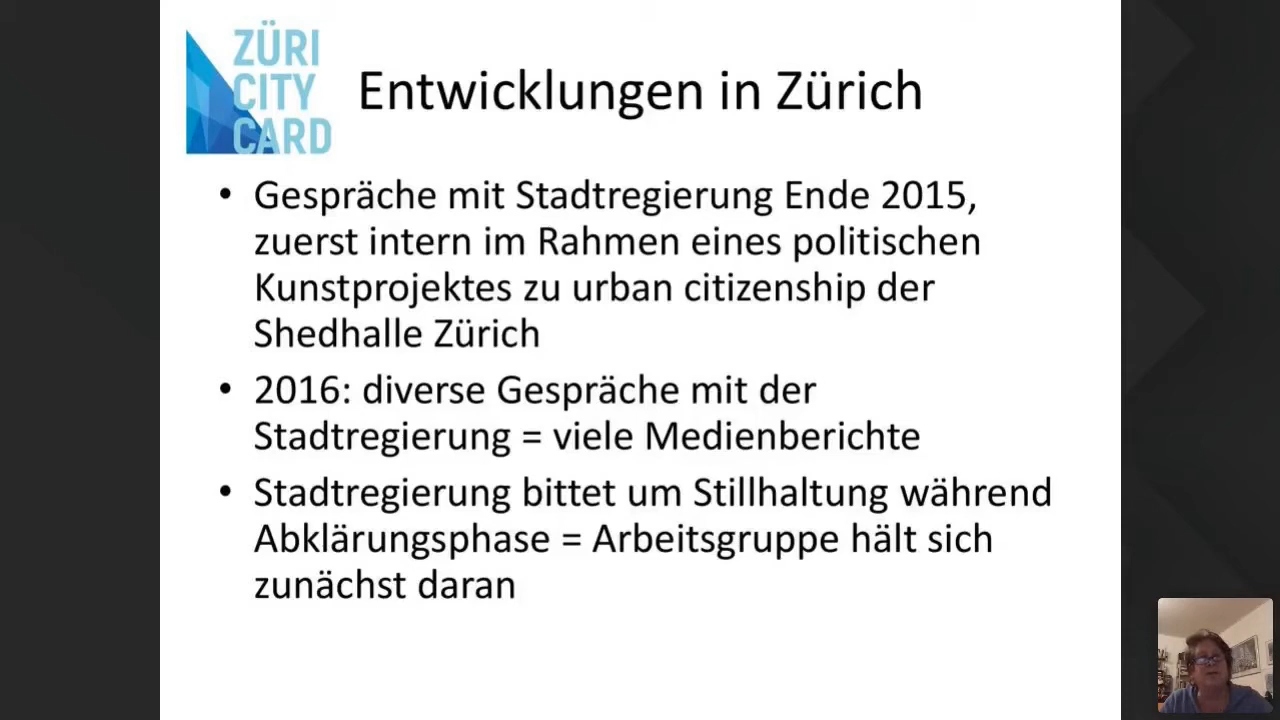 ZÜRI
CITY
CARD
Entwicklungen in Zürich
• Gespräche mit Stadtregierung Ende 2015,
zuerst intern im Rahmen eines politischen
Kunstprojektes zu urban citizenship der
Shedhalle Zürich
• 2016: diverse Gespräche mit der
Stadtregierung = viele Medienberichte
• Stadtregierung bittet um Stillhaltung während
Abklärungsphase = Arbeitsgruppe hält sich
zunächst daran